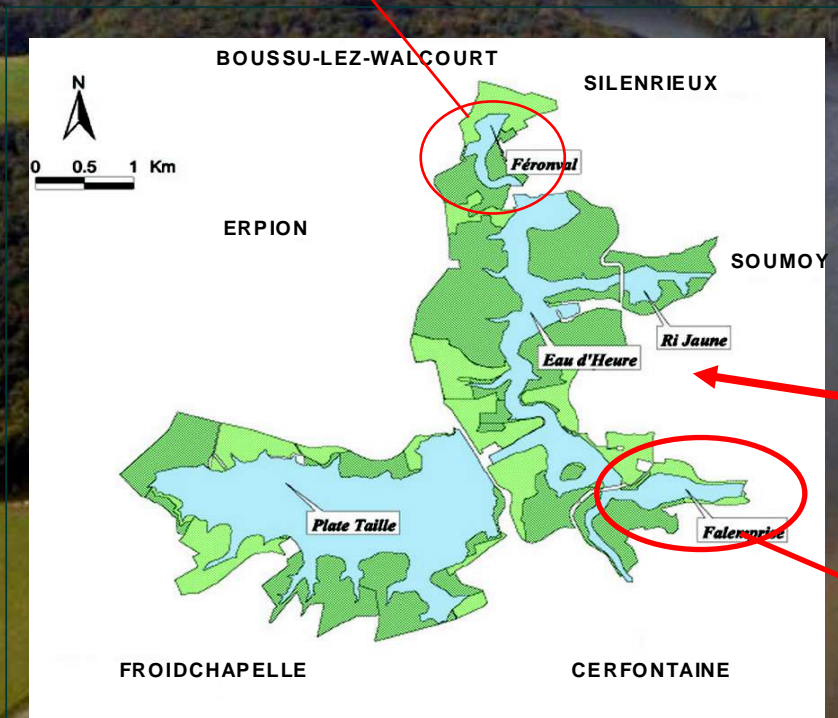 BOUSSU-LEZ-WALCOURT
SILENRIEUX
N
0 0.5 1 Km
Féronval
ERPION
SOUMOY
Ri Jaune
Eau d'Heure
Plate Taille
Falemprise
FROIDCHAPELLE
CERFONTAINE